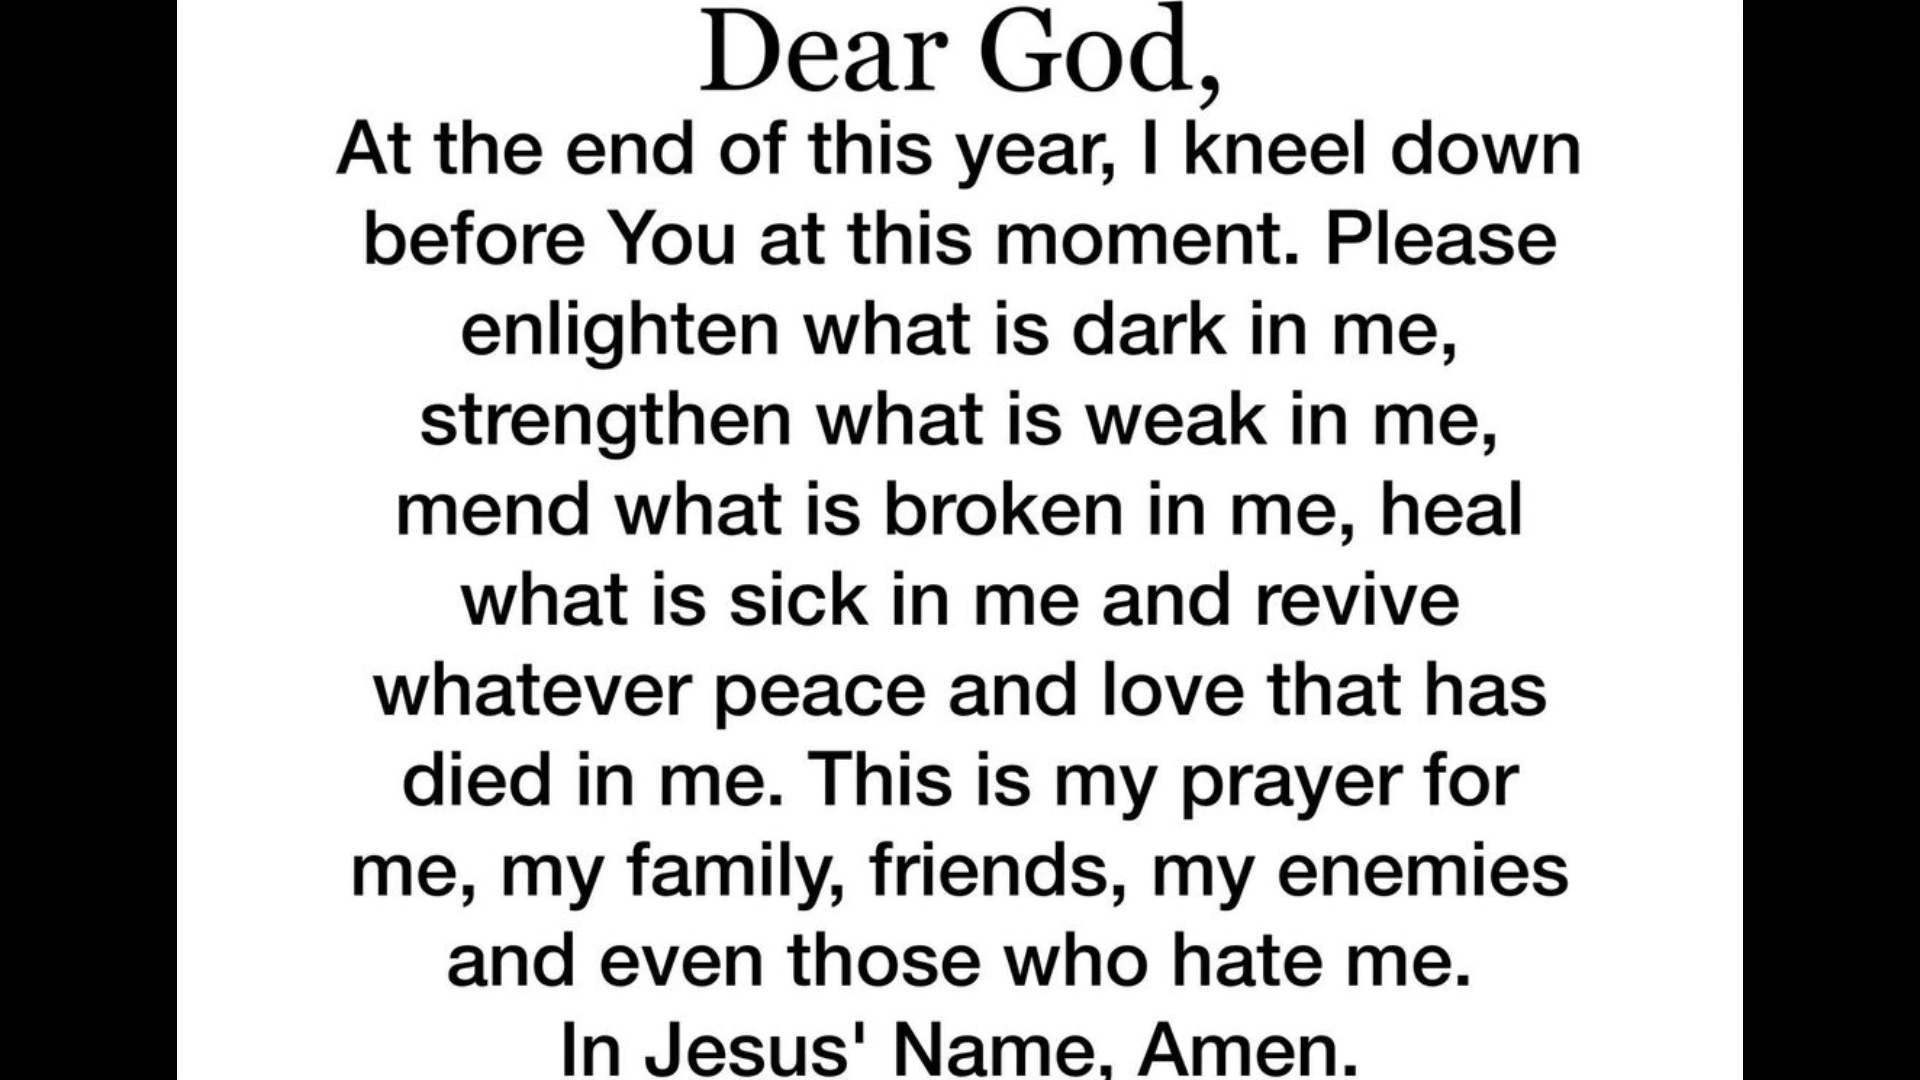 Dear God,
At the end of this year, I kneel down
before You at this moment. Please
enlighten what is dark in me,
strengthen what is weak in me,
mend what is broken in me, heal
what is sick in me and revive
whatever peace and love that has
died in me. This is my prayer for
me, my family, friends, my enemies
and even those who hate me.
In Jesus' Name, Amen.